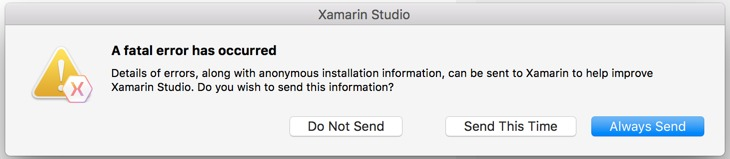 Xamarin Studio
A fatal error has occurred
Details of errors, along with anonymous installation information, can be sent to Xamarin to help improve
Xamarin Studio. Do you wish to send this information?
Do Not Send
Send This Time
Always Send